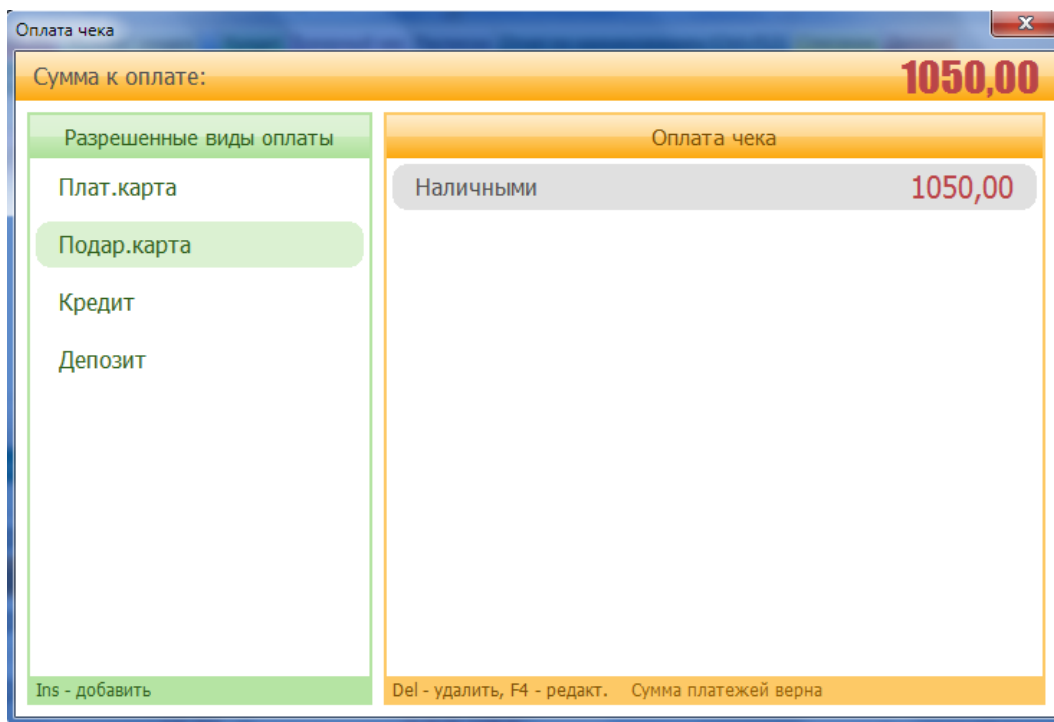 Оплата чека
Сумма к оплате: 1050,00
Разрешенные виды оплаты
Плат.карта
Подар.карта
Кредит
Депозит
Ins - добавить
Оплата чека
Наличными 1050,00
Del - удалить, F4 - редакт. Сумма платежей верна